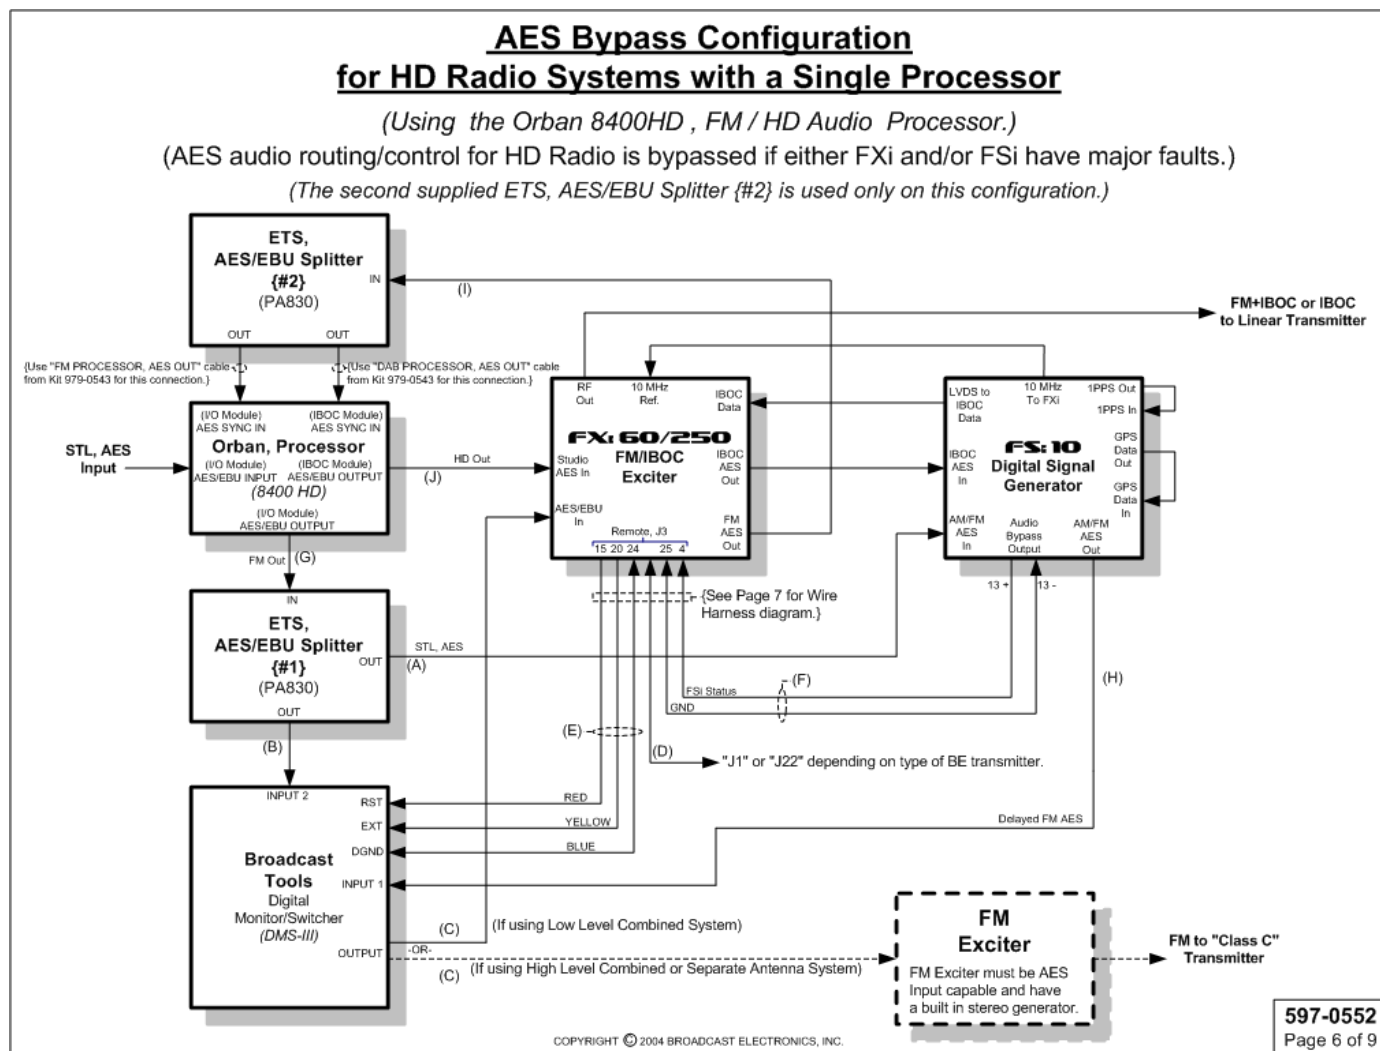 AES Bypass Configuration
for HD Radio Systems with a Single Processor
(Using the Orban 8400HD , FM / HD Audio Processor.)
(AES audio routing/control for HD Radio is bypassed if either FXi and/or FSi have major faults.)
(The second supplied ETS, AES/EBU Splitter {#2} is used only on this configuration.)
ETS,
AES/EBU Splitter
{#2}
(PA830)
IN
OUT
OUT
(I)
FM+IBOC or IBOC
to Linear Transmitter
{Use "FM PROCESSOR, AES OUT" cable
from Kit 979-0543 for this connection.}
{Use "DAB PROCESSOR, AES OUT" cable
from Kit 979-0543 for this connection.}
STL, AES
Input
(I/O Module)
AES SYNC IN
(IBOC Module)
AES SYNC IN
Orban, Processor
(I/O Module)
AES/EBU INPUT
(IBOC Module)
AES/EBU OUTPUT
(8400 HD)
(I/O Module)
AES/EBU OUTPUT
HD Out
(J)
FM Out
(G)
RF
Out
10 MHz
Ref.
IBOC
Data
FXi 60/250
FM/IBOC
Exciter
Studio
AES In
IBOC
AES
Out
AES/EBU
In
FM
AES
Out
Remote, J3
15 20 24 25 4
LVDS to
IBOC
Data
10 MHz
To FXi
1PPS Out
1PPS In
FSi 10
Digital Signal
Generator
GPS
Data
Out
IBOC
AES
In
GPS
Data
In
AM/FM
AES
In
Audio
Bypass
Output
AM/FM
AES
Out
13 +
13 -
{See Page 7 for Wire
Harness diagram.}
IN
ETS,
AES/EBU Splitter
{#1}
(PA830)
OUT
OUT
STL, AES
(A)
(B)
FSi Status
GND
(F)
(H)
(E)
(D)
"J1" or "J22" depending on type of BE transmitter.
INPUT 2
RST
EXT
DGND
INPUT 1
OUTPUT
Broadcast
Tools
Digital
Monitor/Switcher
(DMS-III)
RED
YELLOW
BLUE
Delayed FM AES
(C)
(If using Low Level Combined System)
-OR-
(C)
(If using High Level Combined or Separate Antenna System)
FM
Exciter
FM Exciter must be AES
Input capable and have
a built in stereo generator.
FM to "Class C"
Transmitter
COPYRIGHT © 2004 BROADCAST ELECTRONICS, INC.
597-0552
Page 6 of 9